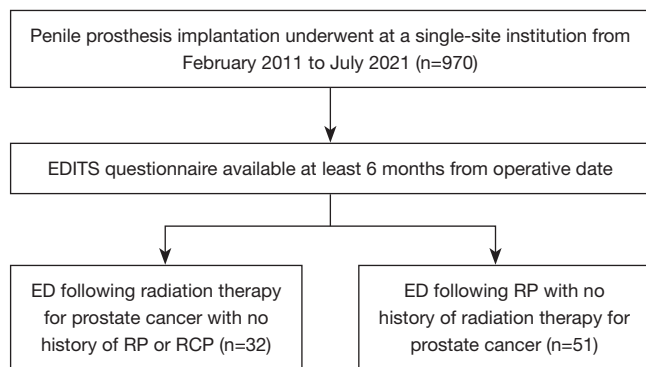 Penile prosthesis implantation underwent at a single-site institution from
February 2011 to July 2021 (n=970)
EDITS questionnaire available at least 6 months from operative date
ED following radiation therapy
for prostate cancer with no
history of RP or RCP (n=32)
ED following RP with no
history of radiation therapy for
prostate cancer (n=51)